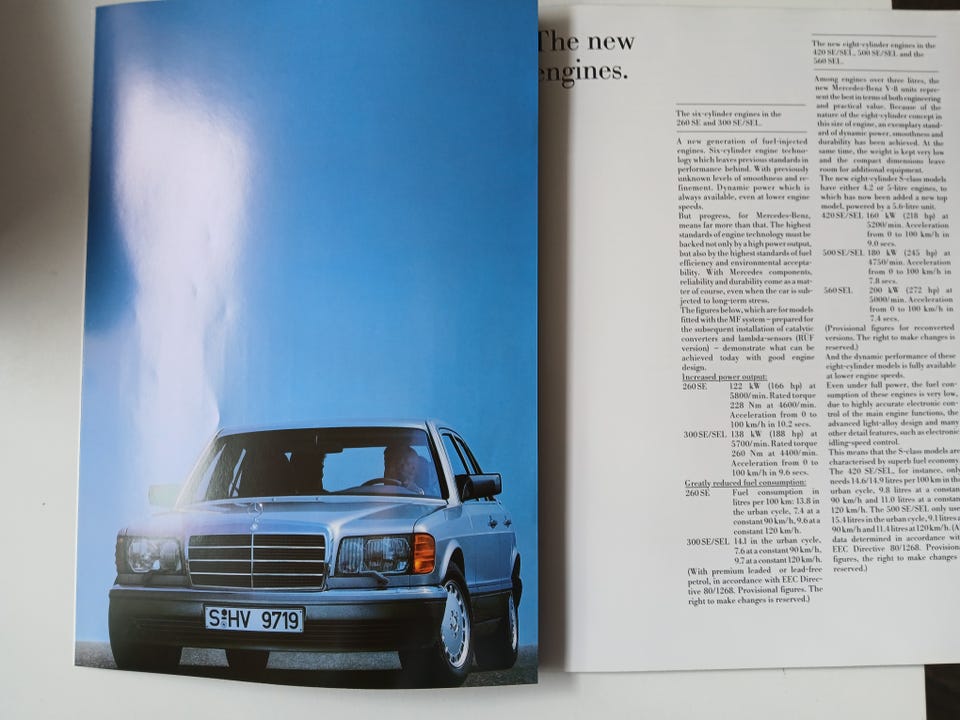 The new
engines.
The six-cylinder engines in the
260 SE and 300 SE/SEL.
A new generation of fuel-injected
engines. Six-cylinder engine techno-
logy which leaves previous standards in
performance behind. With previously
unknown levels of smoothness and re-
finement. Dynamic power which is
always available, even at lower engine
speeds.
But progress, for Mercedes-Benz,
means far more than that. The highest
standards of engine technology must be
backed not only by a high power output,
but also by the highest standards of fuel
efficiency and environmental accepta-
bility. With Mercedes components,
reliability and durability come as a mat-
ter of course, even when the car is sub-
jected to long-term stress.
The figures below, which are for models
fitted with the MF system – prepared for
the subsequent installation of catalytic
converters and lambda-sensors (RÜF
version) – demonstrate what can be
achieved today with good engine
design.
Increased power output:
260 SE 122 kW (166 hp) at
5800/min. Rated torque
228 Nm at 4600/min.
Acceleration from 0 to
100 km/h in 10.2 secs.
300 SE/SEL 138 kW (188 hp) at
5700/min. Rated torque
260 Nm at 4400/min.
Acceleration from 0 to
100 km/h in 9.6 secs.
Greatly reduced fuel consumption:
260 SE Fuel consumption in
litres per 100 km: 13.8 in
the urban cycle, 7.4 at a
constant 90 km/h, 9.6 at a
constant 120 km/h.
300 SE/SEL 14.1 in the urban cycle,
7.6 at a constant 90 km/h,
9.7 at a constant 120 km/h.
(With premium leaded or lead-free
petrol, in accordance with EEC Direc-
tive 80/1268. Provisional figures. The
right to make changes is reserved.)
The new eight-cylinder engines in the
420 SE/SEL, 500 SE/SEL and the
560 SEL.
Among engines over three litres, the
new Mercedes-Benz V-8 units repre-
sent the best in terms of both engineering
and practical value. Because of the
nature of the eight-cylinder concept in
this size of engine, an exemplary stand-
ard of dynamic power, smoothness and
durability has been achieved. At the
same time, the weight is kept very low
and the compact dimensions leave
room for additional equipment.
The new eight-cylinder S-class models
have either 4.2 or 5-litre engines, to
which has now been added a new top
model, powered by a 5.6-litre unit.
420 SE/SEL 160 kW (218 hp) at
5200/min. Acceleration
from 0 to 100 km/h in
9.0 secs.
500 SE/SEL 180 kW (245 hp) at
4750/min. Acceleration
from 0 to 100 km/h in
7.8 secs.
560 SEL 200 kW (272 hp) at
5000/min. Acceleration
from 0 to 100 km/h in
7.4 secs.
(Provisional figures for reconverted
versions. The right to make changes is
reserved.)
And the dynamic performance of these
eight-cylinder models is fully available
at lower engine speeds.
Even under full power, the fuel con-
sumption of these engines is very low,
due to highly accurate electronic con-
trol of the main engine functions, the
advanced light-alloy design and many
other detail features, such as electronic
idling-speed control.
This means that the S-class models are
characterised by superb fuel economy.
The 420 SE/SEL, for instance, only
needs 14.6/14.9 litres per 100 km in the
urban cycle, 9.8 litres at a constant
90 km/h and 11.0 litres at a constant
120 km/h. The 500 SE/SEL only use
15.4 litres in the urban cycle, 9.1 litres a
90 km/h and 11.4 litres at 120 km/h. (A
data determined in accordance wit
EEC Directive 80/1268. Provision
figures, the right to make changes
reserved.)
S HV 9719